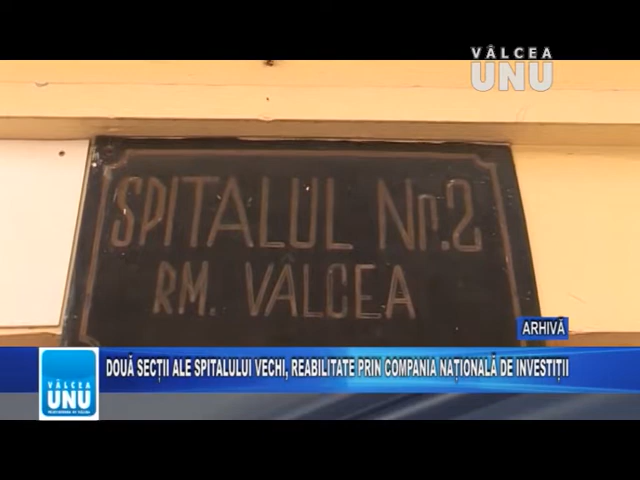 VÂLCEA
UNU
SPITALUL Nr.2
RM. VÂLCEA
ARHIVĂ
DOUĂ SECȚII ALE SPITALULUI VECHI, REABILITATE PRIN COMPANIA NAȚIONALĂ DE INVESTIȚII
VÂLCEA
UNU